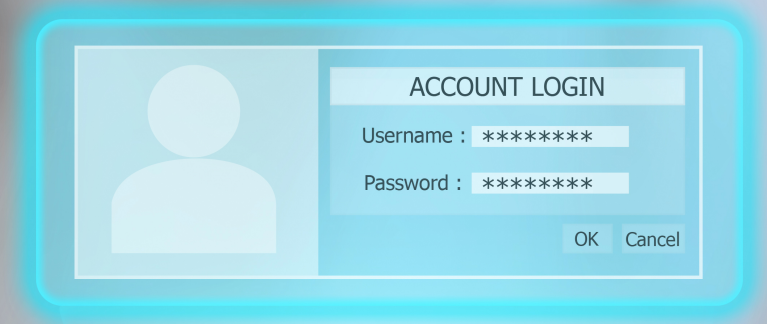 ACCOUNT LOGIN
Username : ********
Password : ********
OK Cancel